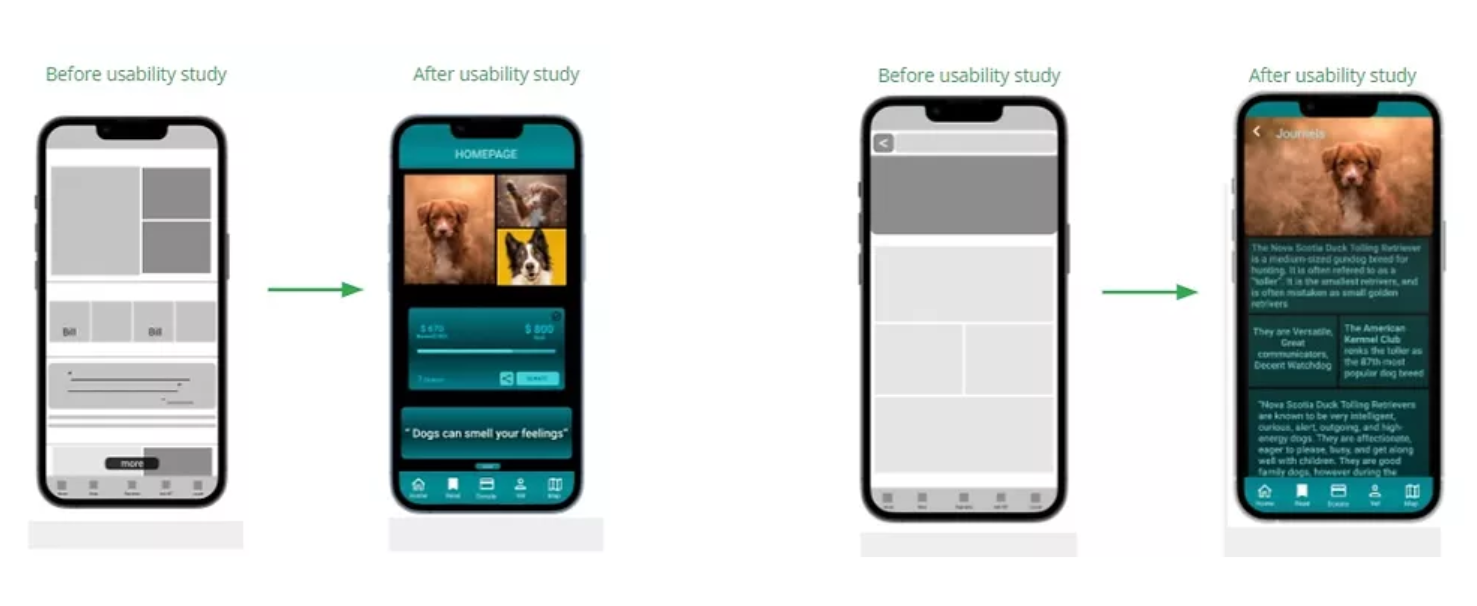 Before usability study
After usability study
Before usability study
After usability study
Bill
Bill
more
HOMEPAGE
$ 670
$ 800
DONATE
" Dogs can smell your feelings"
Home
Read
Donate
Vet
Map
<
Journels
The Nova Scotia Duck Tolling Retriever
is a medium-sized gundog breed for
hunting. It is often refered to as a
"toller". It is the smallest retrivers, and
is often mistaken as small golden
retrivers
They are Versatile,
Great
communicators,
Decent Watchdog
The American
Kernnel Club
ranks the toller as
the 87th most
popular dog breed
"Nova Scotia Duck Tolling Retrievers
are known to be very intelligent,
curious, alert, outgoing, and high-
energy dogs. They are affectionate,
eager to please, busy, and get along
well with children. They are good
family dogs, however during the
Home
Read
Donate
Vet
Map